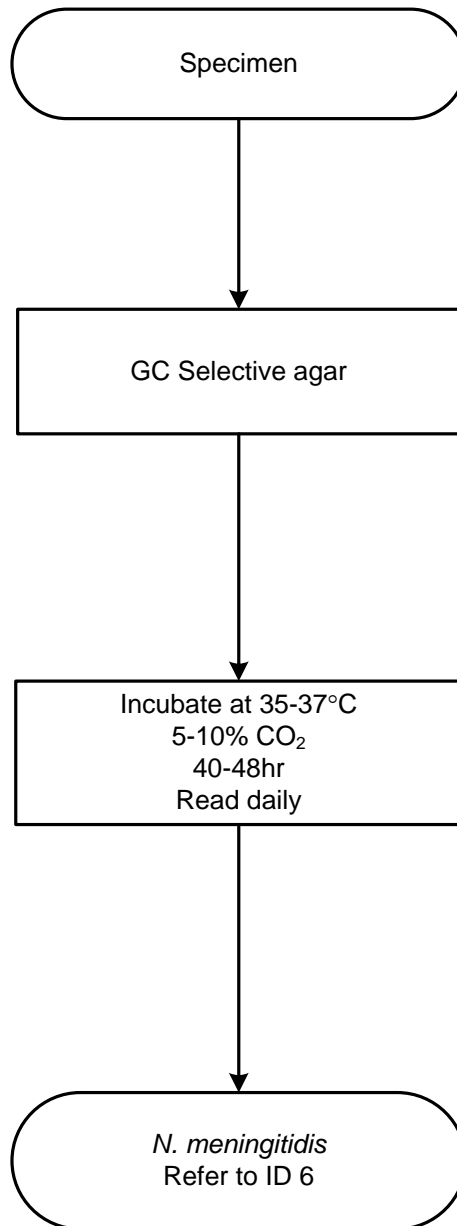 Specimen
GC Selective agar
Incubate at 35-37°C
5-10% CO₂
40-48hr
Read daily
N. meningitidis
Refer to ID 6